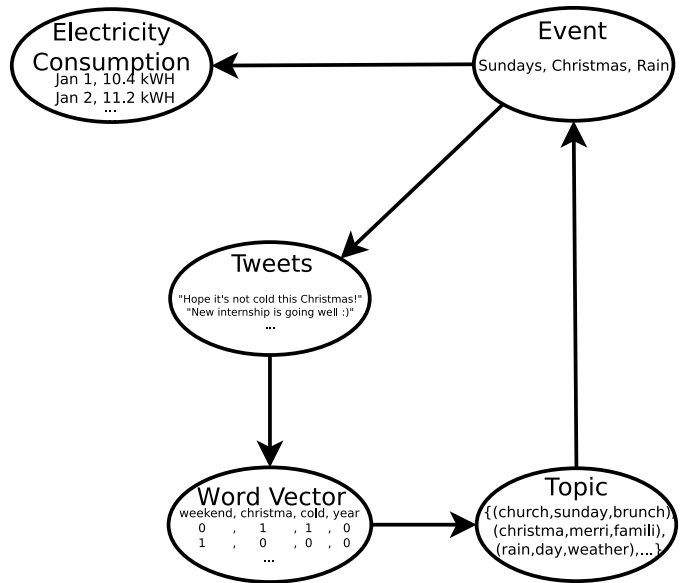 Electricity
Consumption
Jan 1, 10.4 kWH
Jan 2, 11.2 kWH
...
Event
Sundays, Christmas, Rain
Tweets
"Hope it's not cold this Christmas!"
"New internship is going well :)"
...
Word Vector
weekend, christma, cold, year
0 , 1 , 1 , 0
1 , 0 , 0 , 0
...
Topic
{(church,sunday,brunch),
(christma,merri,famili),
(rain,day,weather),...}